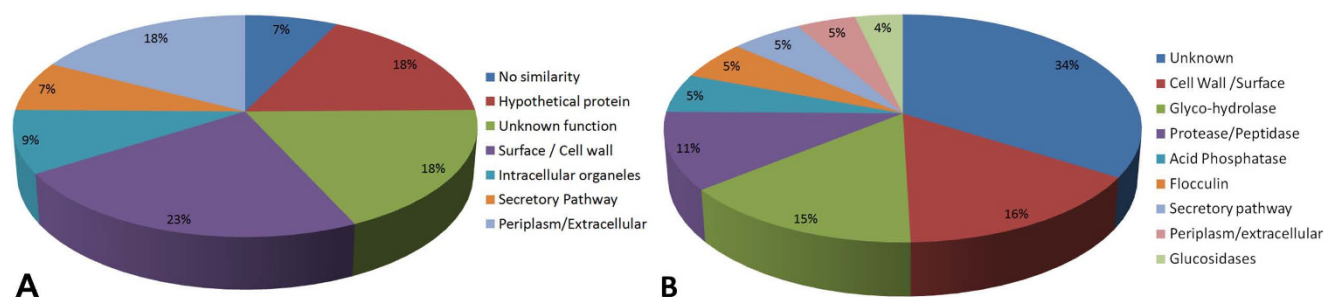 7%
18%
18%
23%
9%
7%
18%
No similarity
Hypothetical protein
Unknown function
Surface / Cell wall
Intracellular organeles
Secretory Pathway
Periplasm/Extracellular
A
34%
16%
15%
11%
5%
5%
5%
5%
4%
Unknown
Cell Wall /Surface
Glyco-hydrolase
Protease/Peptidase
Acid Phosphatase
Flocculin
Secretory pathway
Periplasm/extracellular
Glucosidases
B